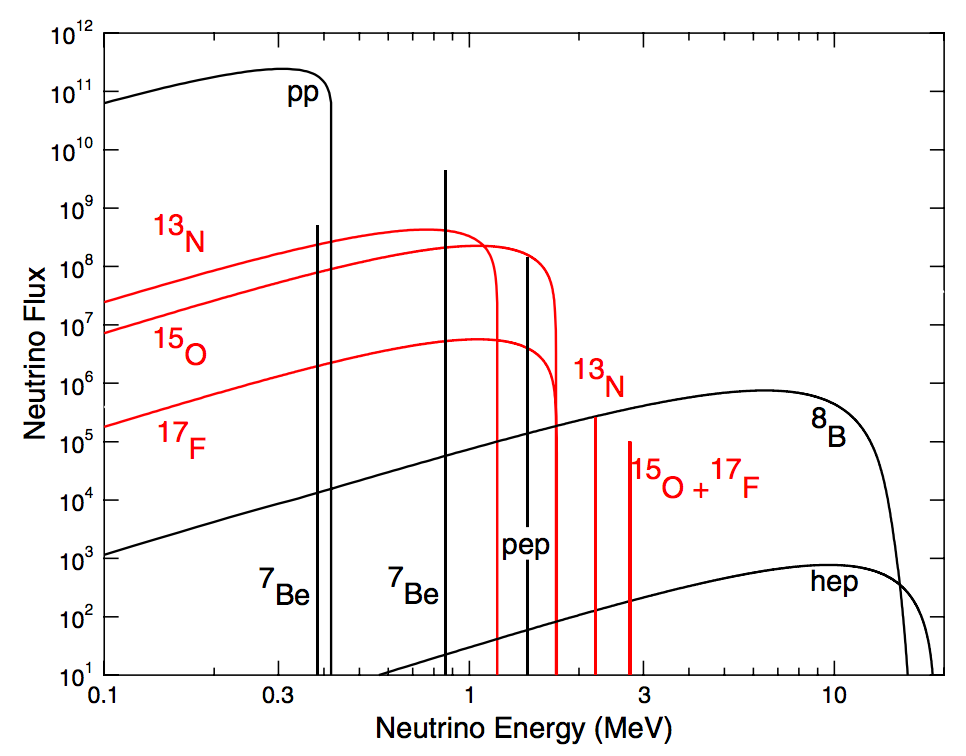 10^12
10^11
10^10
10^9
10^8
10^7
10^6
10^5
10^4
10^3
10^2
10^1
Neutrino Flux
pp
^13N
^15O
^17F
^13N
^8B
^15O + ^17F
pep
^7Be
^7Be
hep
0.1
0.3
1
3
10
Neutrino Energy (MeV)